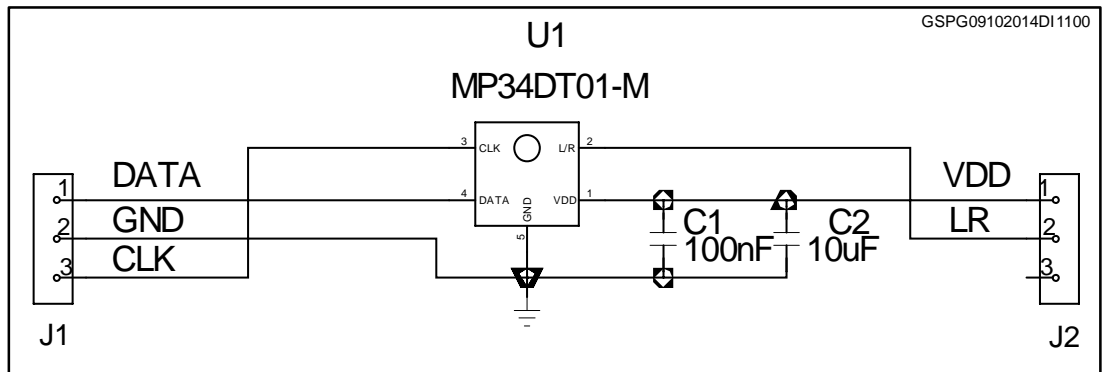 GSPG09102014DI1100
U1
MP34DT01-M
3 CLK L/R 2
4 DATA VDD 1
GND
5
DATA
GND
CLK
1
2
3
J1
C1
100nF
C2
10uF
VDD
LR
1
2
3
J2